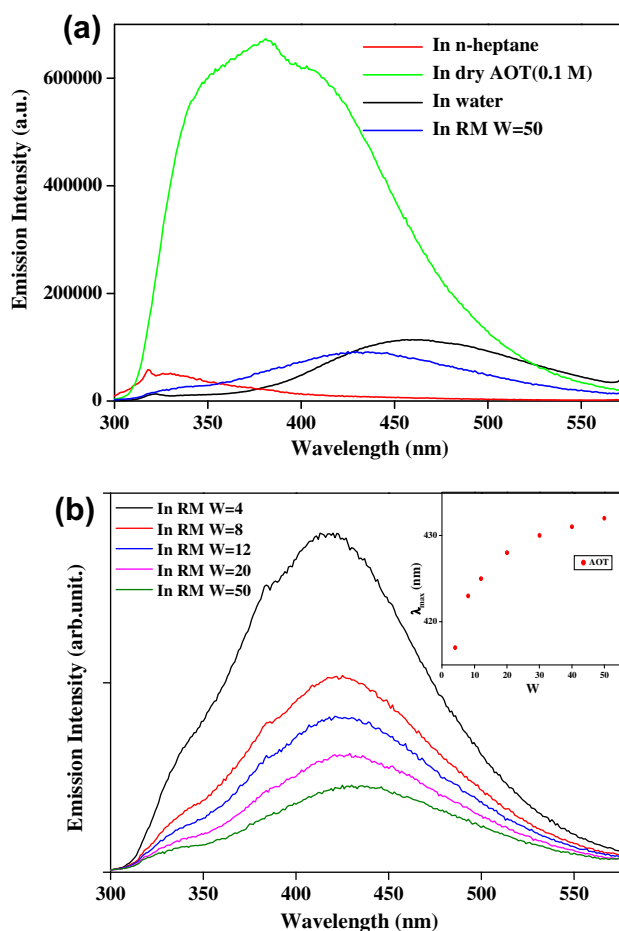 (a)
In n-heptane
In dry AOT(0.1 M)
In water
In RM W=50
600000
400000
200000
0
Emission Intensity (a.u.)
300 350 400 450 500 550
Wavelength (nm)
(b)
In RM W=4
In RM W=8
In RM W=12
In RM W=20
In RM W=50
430
420
λmax (nm)
AOT
0 10 20 30 40 50
W
Emission Intensity (arb.unit.)
300 350 400 450 500 550
Wavelength (nm)